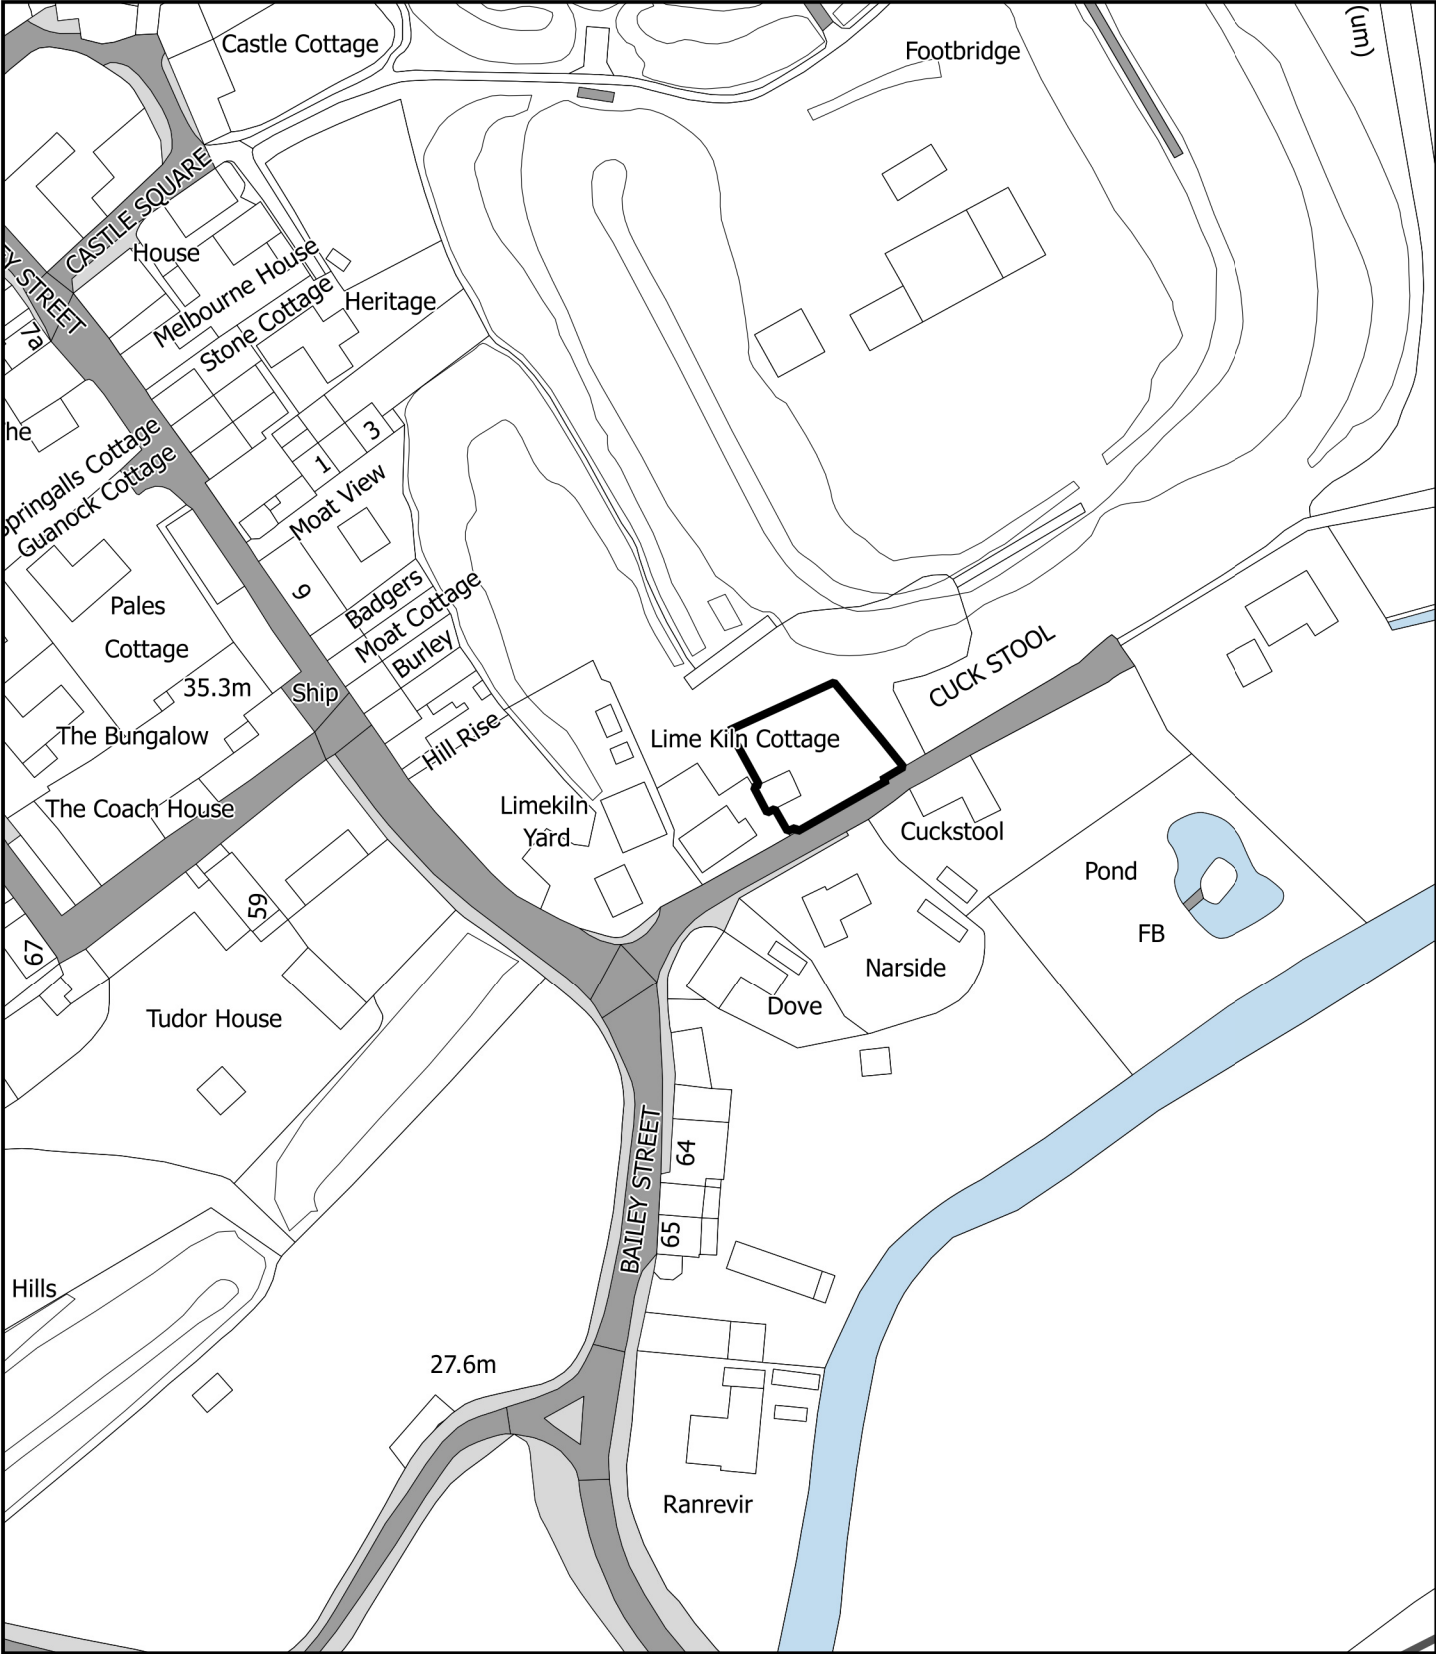 (um)
Castle Cottage
Footbridge
CASTLE SQUARE
House
EY STREET
7a
Melbourne House
Stone Cottage
Heritage
he
Springalls Cottage
Guanock Cottage
3
1
Moat View
9
Badgers
Moat Cottage
Burley
Pales
Cottage
35.3m
Ship
The Bungalow
Hill Rise
CUCK STOOL
Lime Kiln Cottage
The Coach House
Limekiln
Yard
Cuckstool
Pond
FB
59
67
Narside
Dove
Tudor House
64
BAILEY STREET
65
Hills
27.6m
Ranrevir